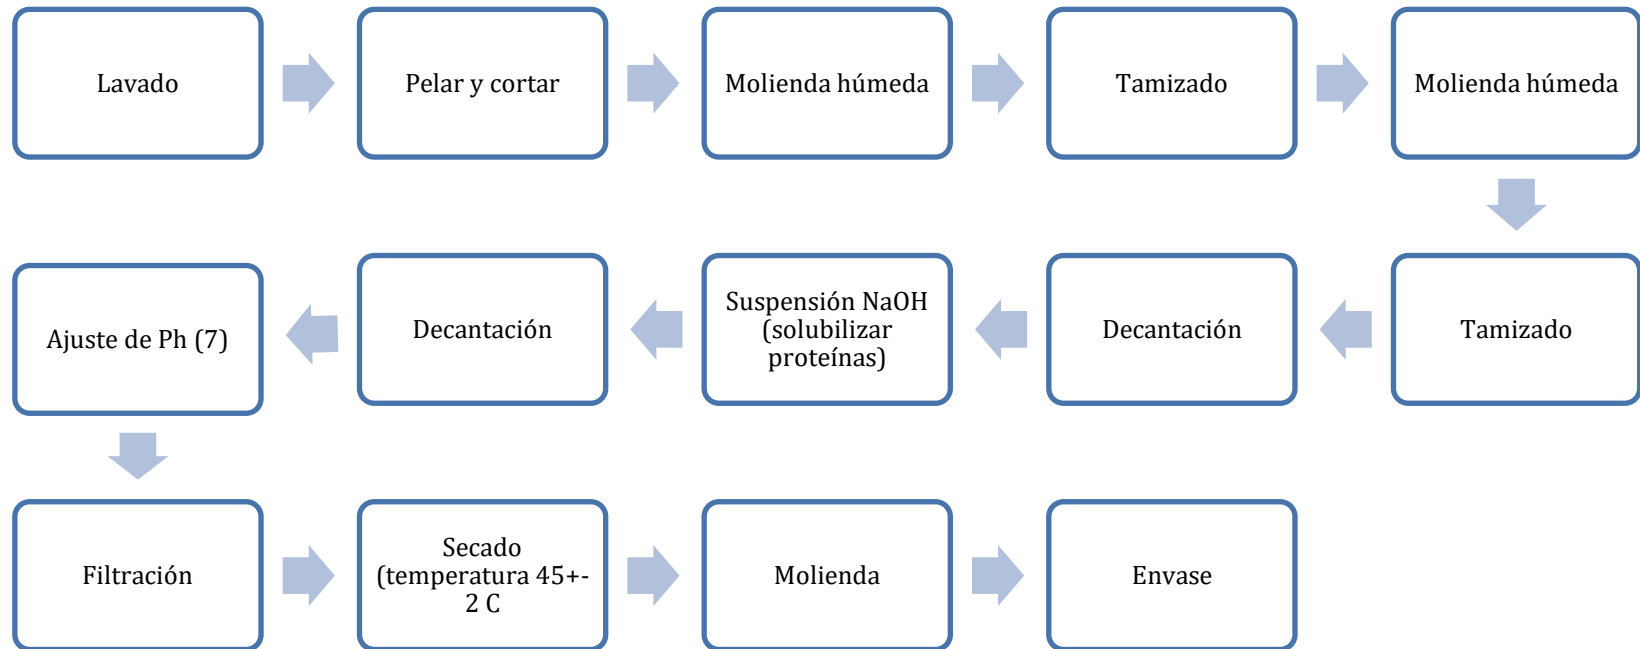 Lavado
Pelar y cortar
Molienda húmeda
Tamizado
Molienda húmeda
Tamizado
Decantación
Suspensión NaOH
(solubilizar
proteínas)
Decantación
Ajuste de Ph (7)
Filtración
Secado
(temperatura 45+-
2 C
Molienda
Envase